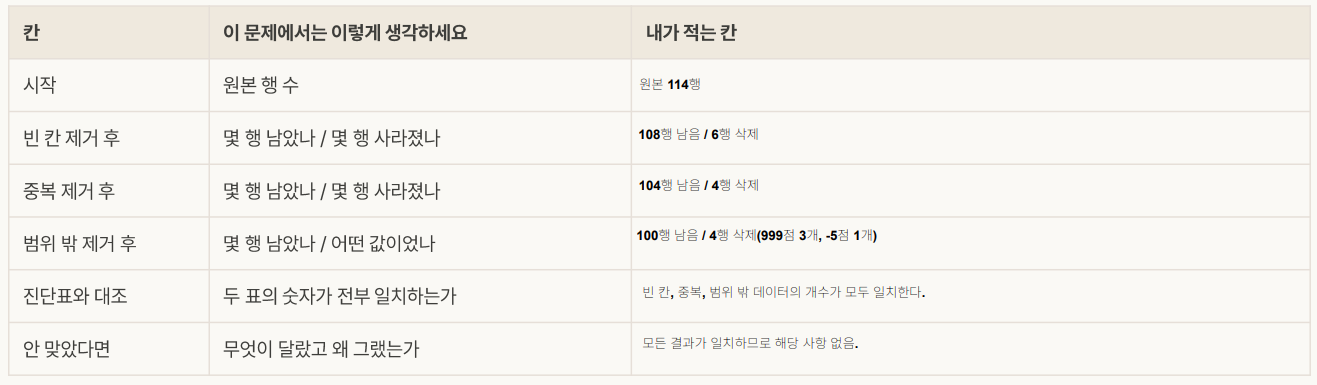 칸 이 문제에서는 이렇게 생각하세요 내가 적는 칸
시작 원본 행 수 원본 114행
빈 칸 제거 후 몇 행 남았나 / 몇 행 사라졌나 108행 남음 / 6행 삭제
중복 제거 후 몇 행 남았나 / 몇 행 사라졌나 104행 남음 / 4행 삭제
범위 밖 제거 후 몇 행 남았나 / 어떤 값이었나 100행 남음 / 4행 삭제(999점 3개, -5점 1개)
진단표와 대조 두 표의 숫자가 전부 일치하는가 빈 칸, 중복, 범위 밖 데이터의 개수가 모두 일치한다.
안 맞았다면 무엇이 달랐고 왜 그랬는가 모든 결과가 일치하므로 해당 사항 없음.